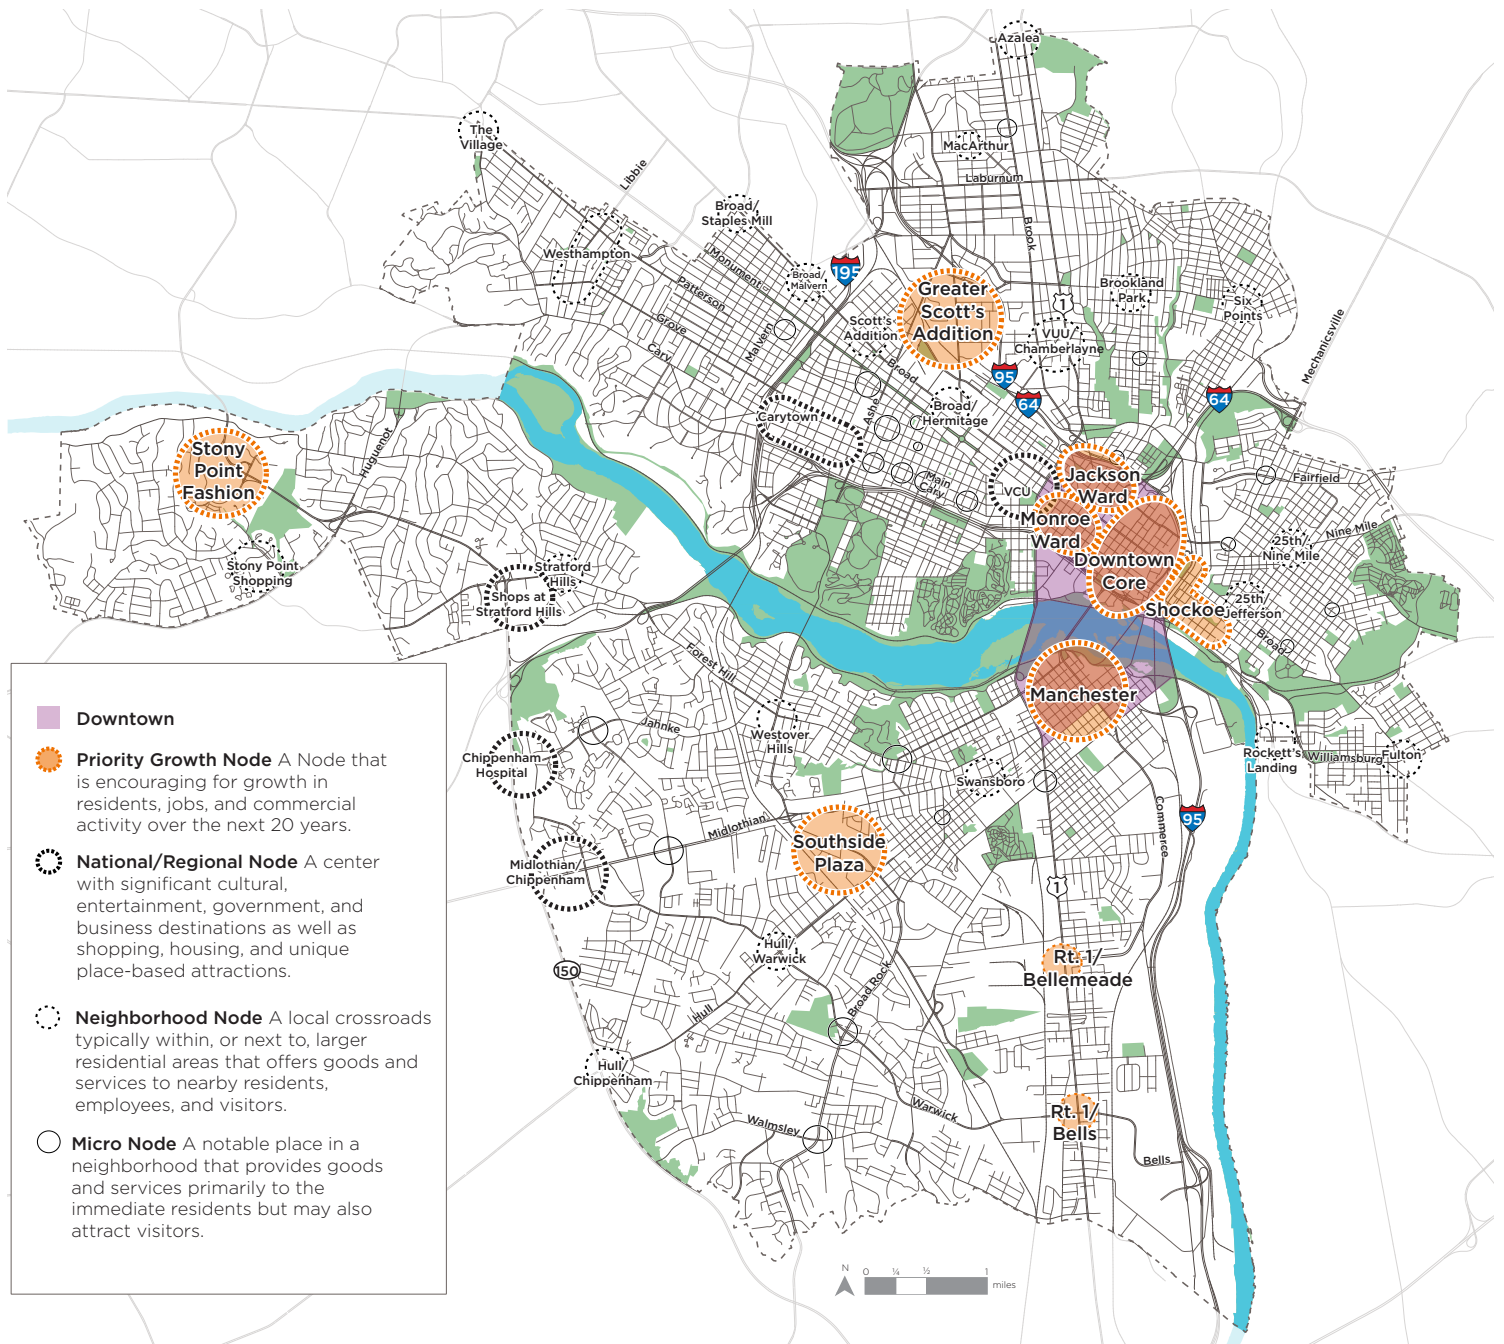 Azalea
The
Village
MacArthur
Laburnum
Libbie
Broad/
Staples Mill
Brook
Westhampton
Monument
Patterson
Broad/
Malvern
195
Greater
Scott's
Addition
Brookland
Park
Six
Points
1
Grove
Cary
Malvern
Scott's
Addition
VUU/
Chamberlayne
Mechanicsville
Broad
95
64
64
Ashe
Broad/
Hermitage
Carytown
Huguenot
Stony
Point
Fashion
Main
Cary
VCU
Jackson
Ward
Fairfield
Monroe
Ward
Nine Mile
25th/
Nine Mile
Downtown
Core
Stony Point
Shopping
Stratford
Hills
Shops at
Stratford Hills
Shockoe
25th/
Jefferson
Broad
Forest Hill
Manchester
Jahnke
Westover
Hills
Chippenham
Hospital
Swansboro
Rockett's
Landing
Williamsburg
Fulton
Commerce
95
Midlothian
Southside
Plaza
Midlothian/
Chippenham
1
Hull/
Warwick
150
Broad Rock
Rt. 1/
Bellemeade
Hull
Hull/
Chippenham
Warwick
Walmsley
Rt. 1/
Bells
Bells
Downtown
Priority Growth Node A Node that
is encouraging for growth in
residents, jobs, and commercial
activity over the next 20 years.
National/Regional Node A center
with significant cultural,
entertainment, government, and
business destinations as well as
shopping, housing, and unique
place-based attractions.
Neighborhood Node A local crossroads
typically within, or next to, larger
residential areas that offers goods and
services to nearby residents,
employees, and visitors.
Micro Node A notable place in a
neighborhood that provides goods
and services primarily to the
immediate residents but may also
attract visitors.
N
0 ¼ ½ 1
miles